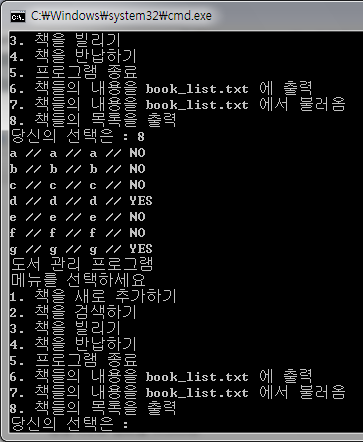 C:\Windows\system32\cmd.exe
3. 책을 빌리기
4. 책을 반납하기
5. 프로그램 종료
6. 책들의 내용을 book_list.txt 에 출력
7. 책들의 내용을 book_list.txt 에서 불러옴
8. 책들의 목록을 출력
당신의 선택은 : 8
a // a // a // NO
b // b // b // NO
c // c // c // NO
d // d // d // YES
e // e // e // NO
f // f // f // NO
g // g // g // YES
도서 관리 프로그램
메뉴를 선택하세요
1. 책을 새로 추가하기
2. 책을 검색하기
3. 책을 빌리기
4. 책을 반납하기
5. 프로그램 종료
6. 책들의 내용을 book_list.txt 에 출력
7. 책들의 내용을 book_list.txt 에서 불러옴
8. 책들의 목록을 출력
당신의 선택은 :